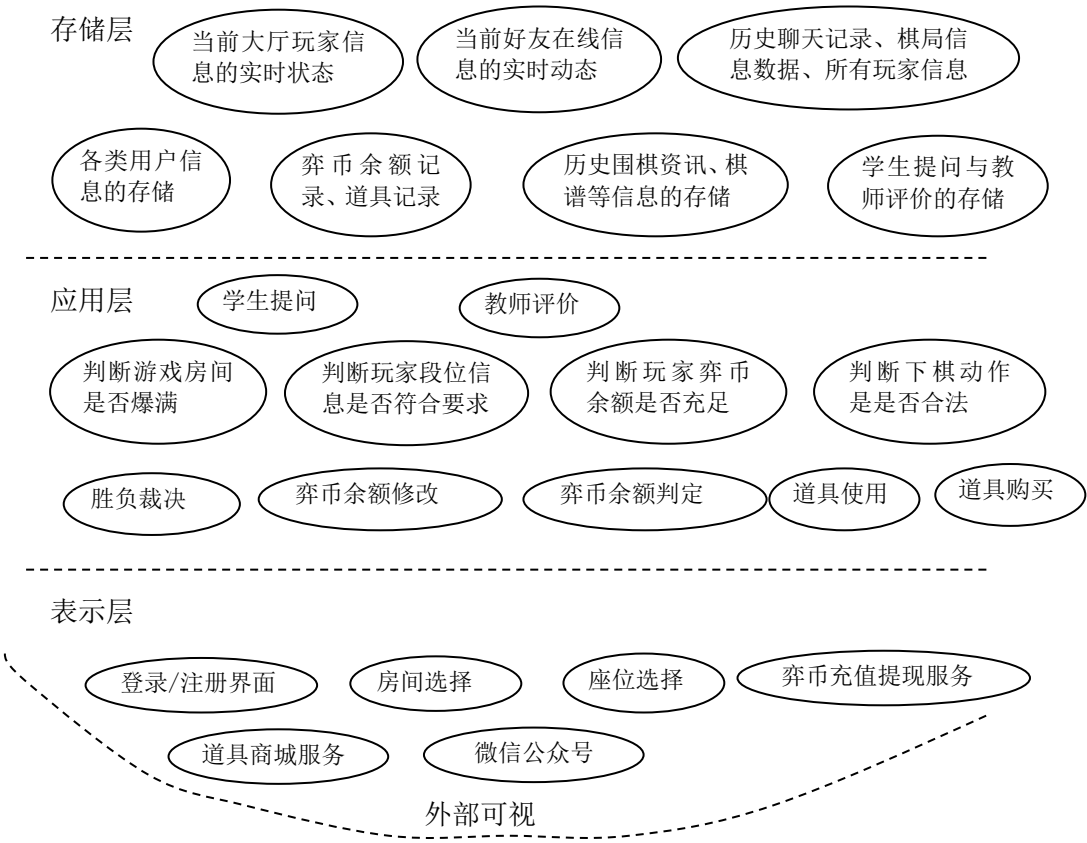 存储层
当前大厅玩家信
息的实时状态
当前好友在线信
息的实时动态
历史聊天记录、棋局信
息数据、所有玩家信息
各类用户信
息的存储
弈币余额记
录、道具记录
历史围棋资讯、棋
谱等信息的存储
学生提问与教
师评价的存储
应用层
学生提问
教师评价
判断游戏房间
是否爆满
判断玩家段位信
息是否符合要求
判断玩家弈币
余额是否充足
判断下棋动作
是是否合法
胜负裁决
弈币余额修改
弈币余额判定
道具使用
道具购买
表示层
登录/注册界面
房间选择
座位选择
弈币充值提现服务
道具商城服务
微信公众号
外部可视